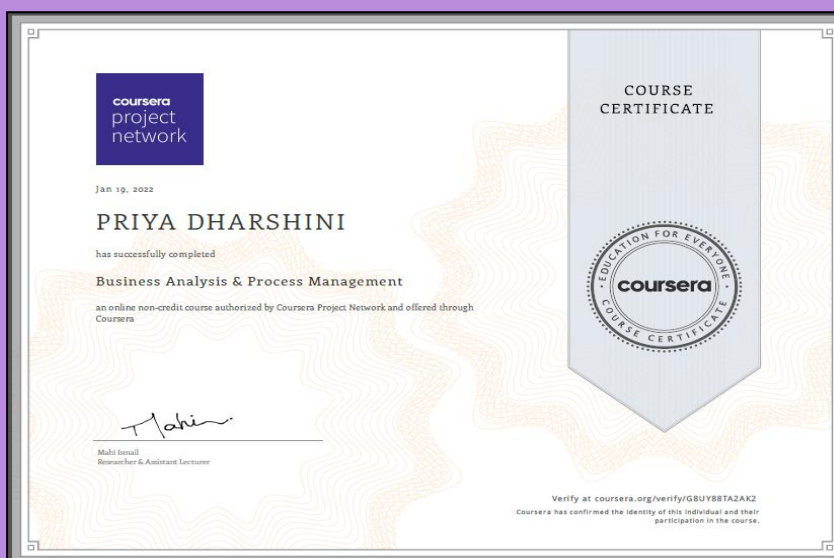 coursera
project
network
Jan 19, 2022
PRIYA DHARSHINI
has successfully completed
Business Analysis & Process Management
an online non-credit course authorized by Coursera Project Network and offered through
Coursera
Mahi
Mahi Ismail
Researcher & Assistant Lecturer
COURSE
CERTIFICATE
EDUCATION FOR EVERYONE
coursera
COURSE CERTIFICATE
Verify at coursera.org/verify/G8UY88TA2AK2
Coursera has confirmed the identity of this individual and their
participation in the course.